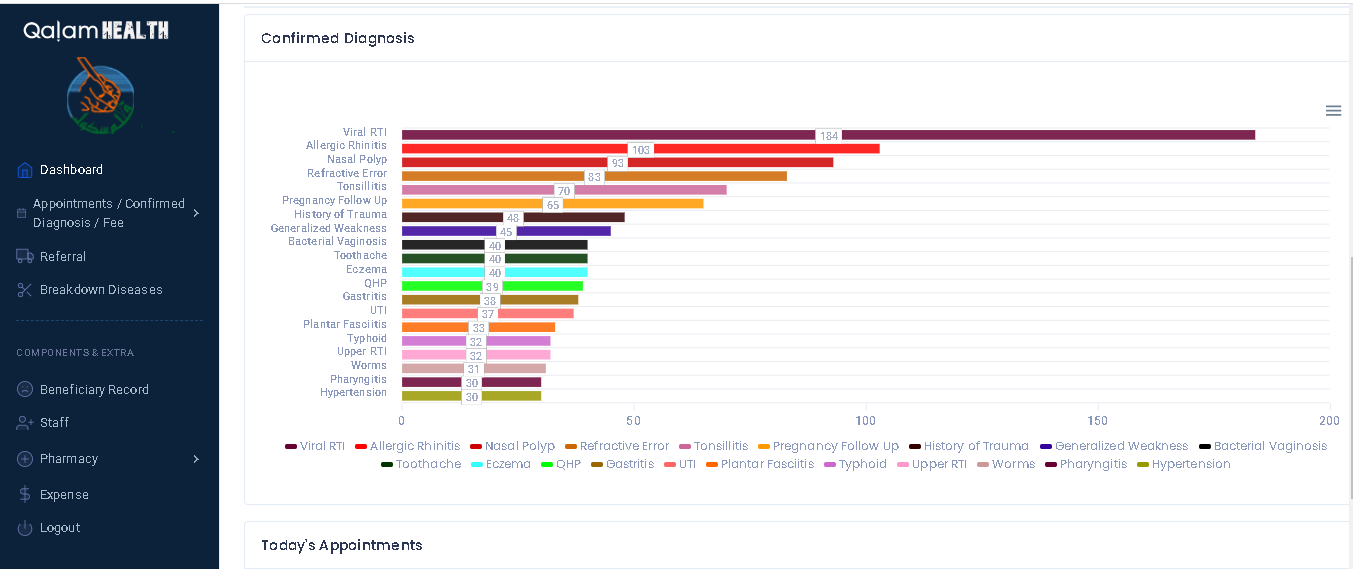 Qalam HEALTH
Dashboard
Appointments / Confirmed
Diagnosis / Fee
Referral
Breakdown Diseases
COMPONENTS & EXTRA
Beneficiary Record
Staff
Pharmacy
Expense
Logout
Confirmed Diagnosis
Viral RTI 184
Allergic Rhinitis 103
Nasal Polyp 93
Refractive Error 83
Tonsillitis 70
Pregnancy Follow Up 65
History of Trauma 48
Generalized Weakness 45
Bacterial Vaginosis 40
Toothache 40
Eczema 40
QHP 39
Gastritis 38
UTI 37
Plantar Fasciitis 33
Typhoid 32
Upper RTI 32
Worms 31
Pharyngitis 30
Hypertension 30
0 50 100 150 200
Viral RTI Allergic Rhinitis Nasal Polyp Refractive Error Tonsillitis Pregnancy Follow Up History of Trauma Generalized Weakness Bacterial Vaginosis
Toothache Eczema QHP Gastritis UTI Plantar Fasciitis Typhoid Upper RTI Worms Pharyngitis Hypertension
Today's Appointments